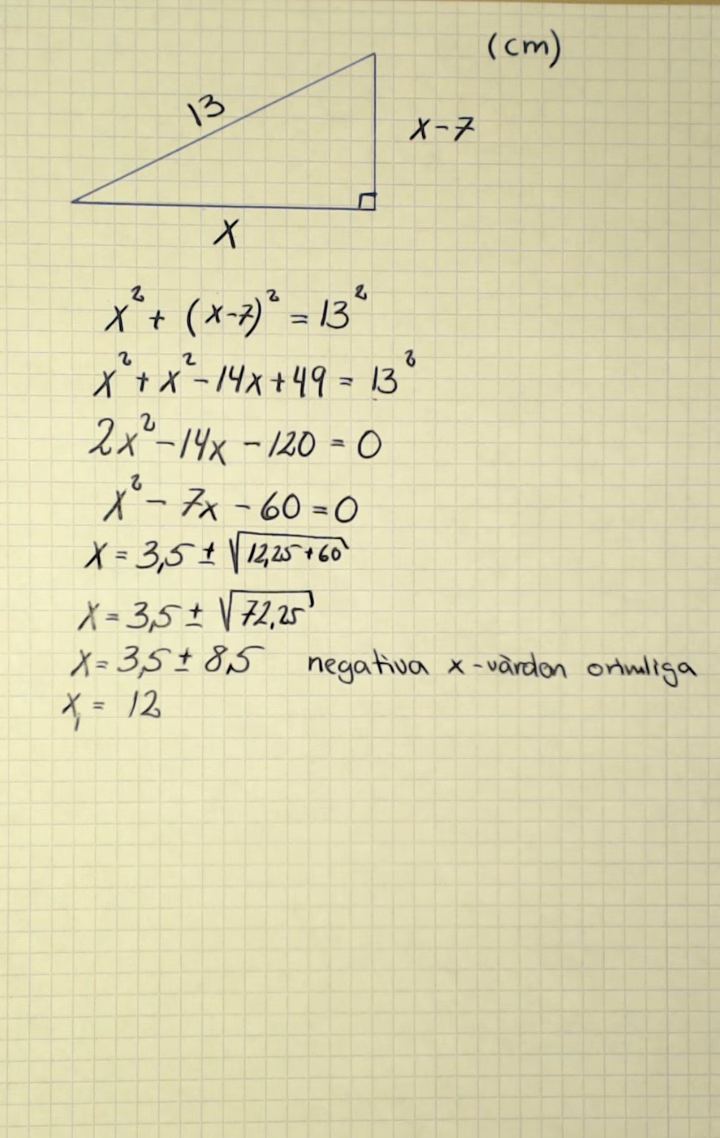 (cm)
13
x-7
x
x² + (x-7)² = 13²
x² + x² - 14x + 49 = 13²
2x² - 14x - 120 = 0
x² - 7x - 60 = 0
x = 3,5 ± √12,25+60
x = 3,5 ± √72,25
x = 3,5 ± 8,5 negativa x-värden orimliga
x₁ = 12